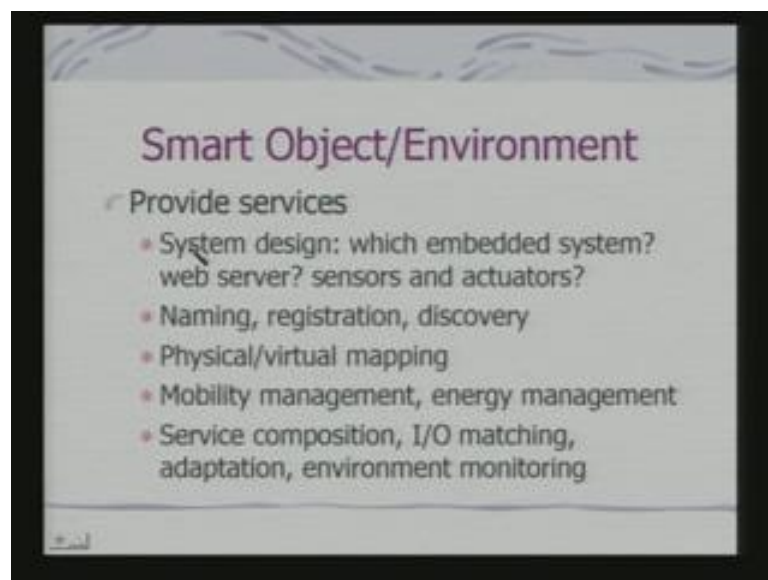 Smart Object/Environment
Provide services
System design: which embedded system?
web server? sensors and actuators?
Naming, registration, discovery
Physical/virtual mapping
Mobility management, energy management
Service composition, I/O matching,
adaptation, environment monitoring